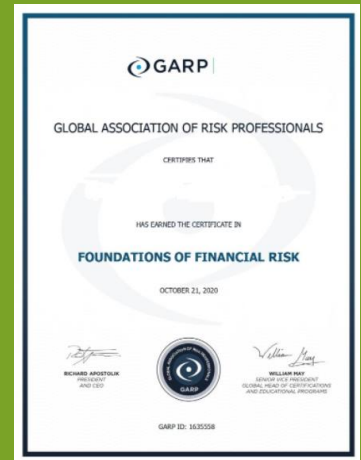 GARP
GLOBAL ASSOCIATION OF RISK PROFESSIONALS
CERTIFIES THAT
HAS EARNED THE CERTIFICATE IN
FOUNDATIONS OF FINANCIAL RISK
OCTOBER 21, 2020
RICHARD APOSTOLIK
PRESIDENT
AND CEO
GARP
WILLIAM MAY
SENIOR VICE PRESIDENT
GLOBAL HEAD OF CERTIFICATIONS
AND EDUCATIONAL PROGRAMS
GARP ID: 1635558